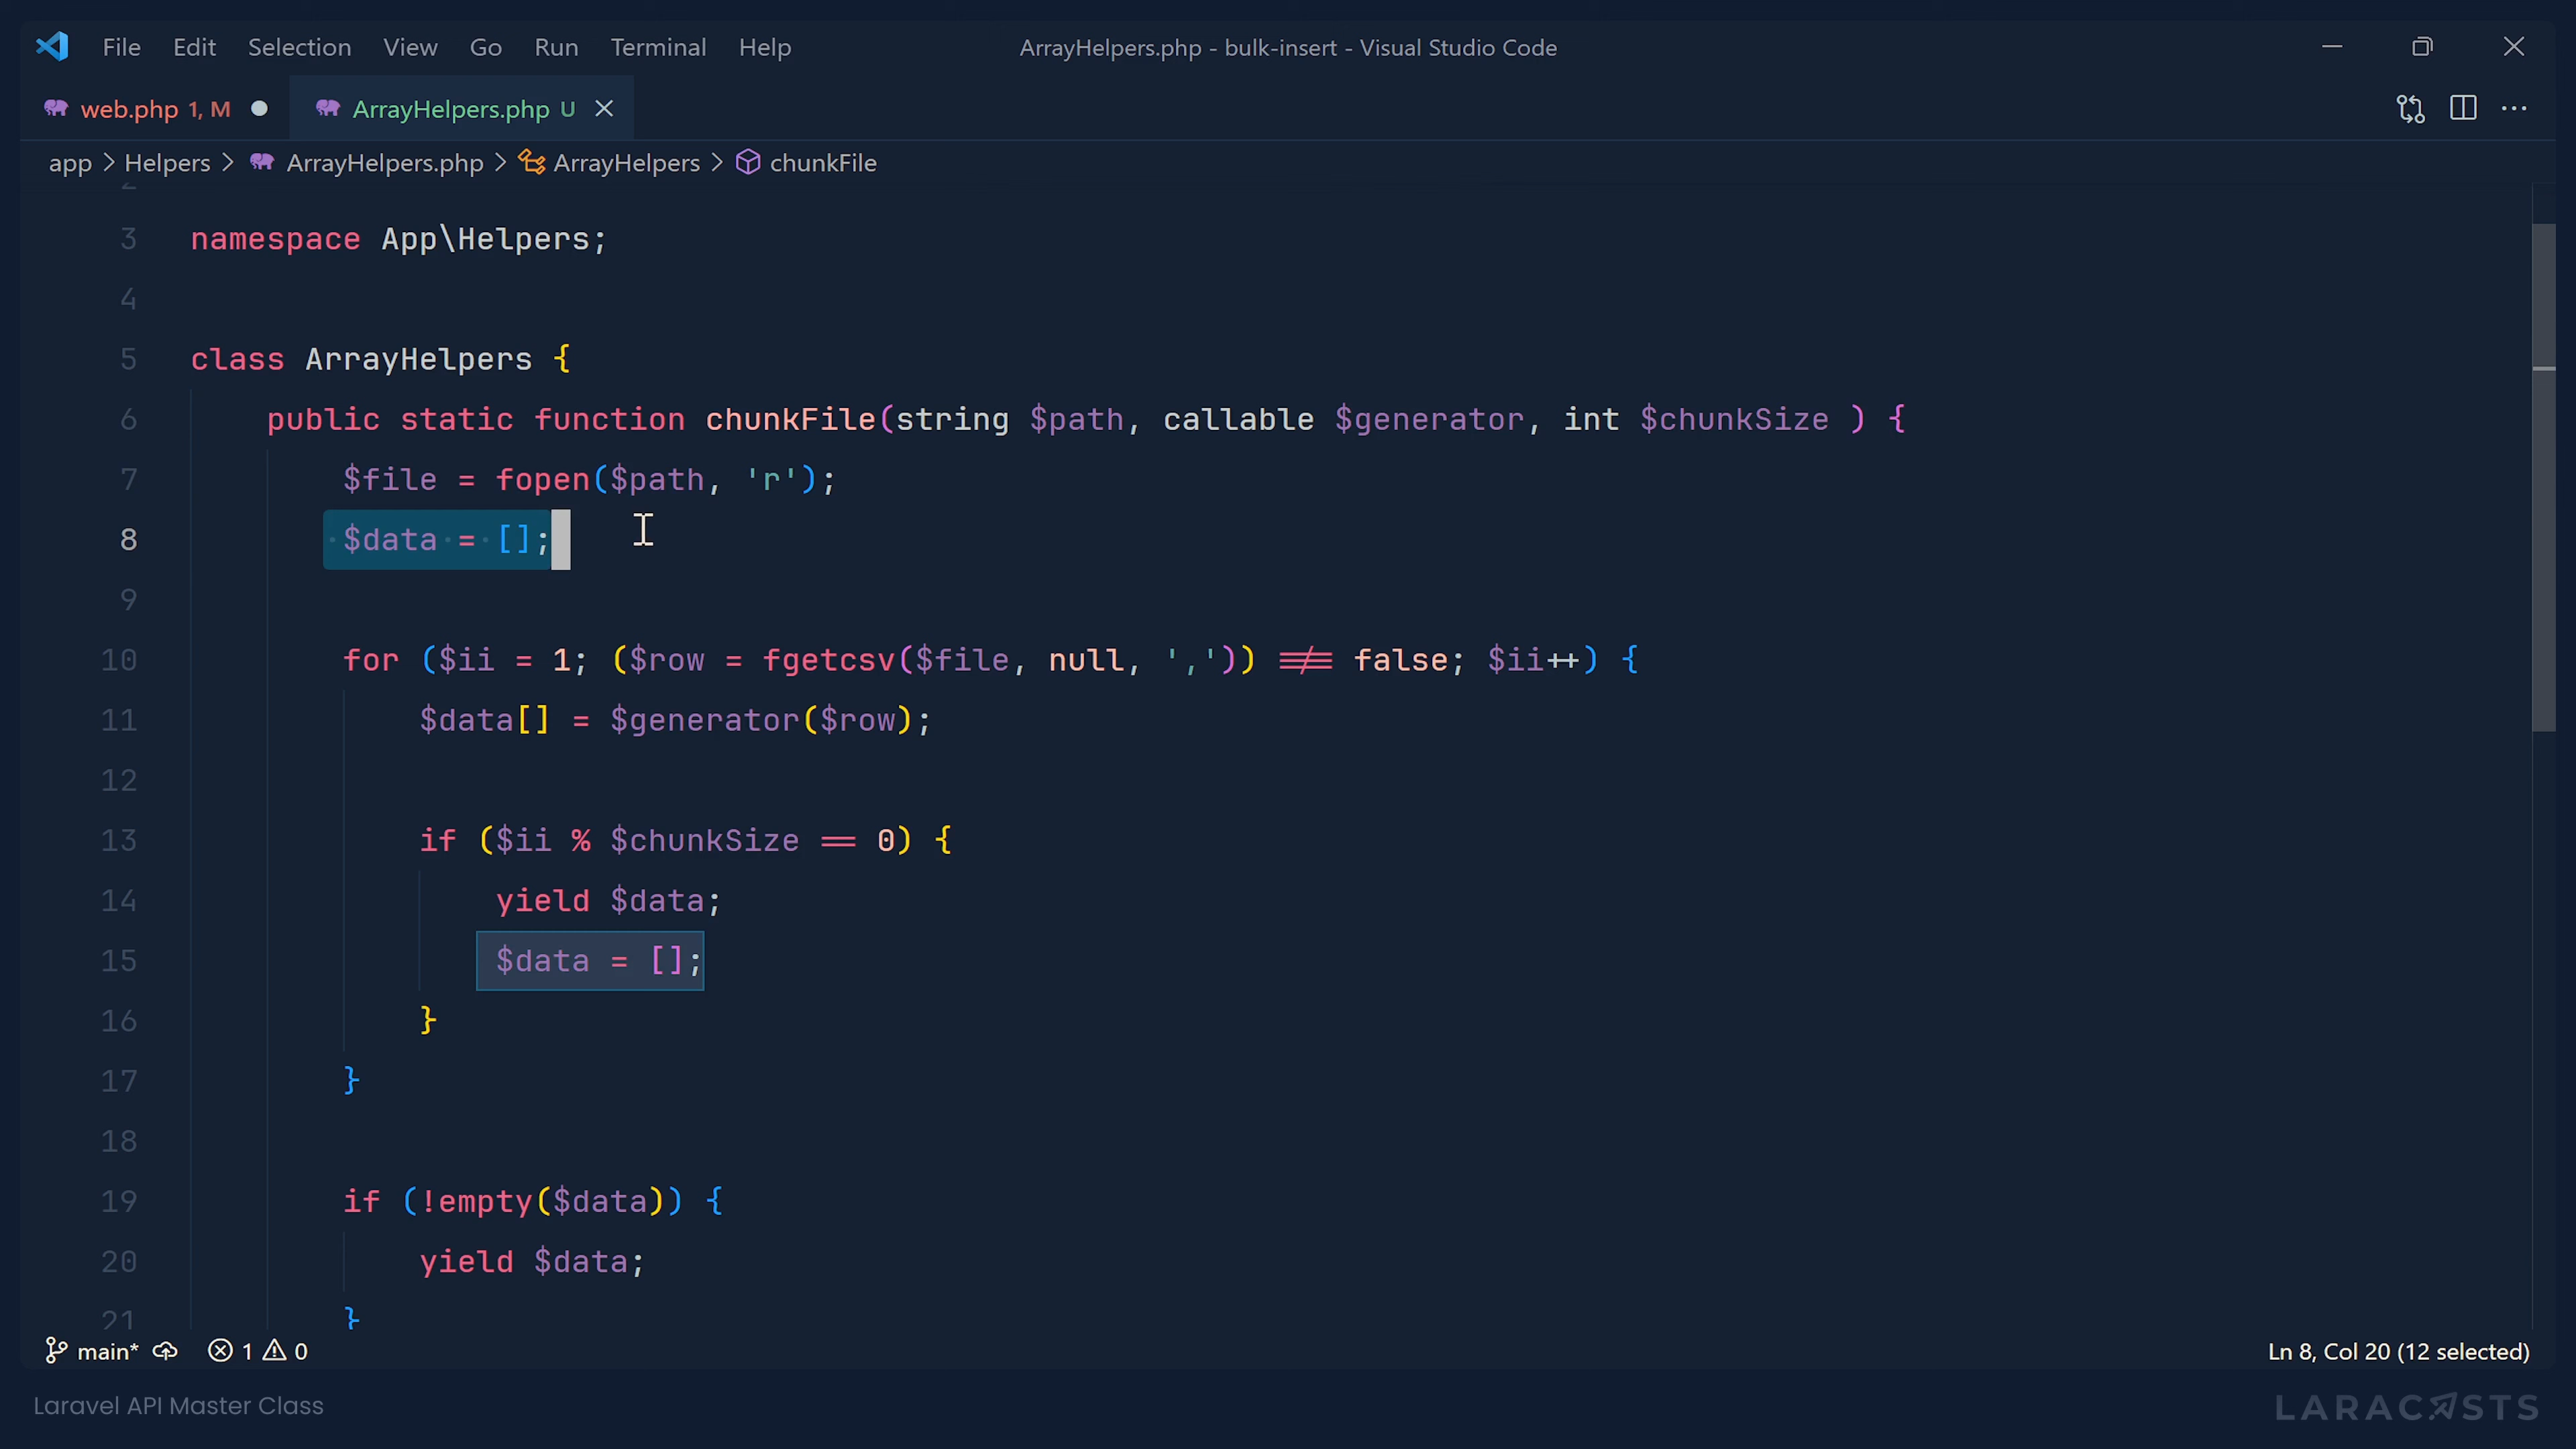 File Edit Selection View Go Run Terminal Help ArrayHelpers.php - bulk-insert - Visual Studio Code
web.php 1, M ArrayHelpers.php U
app > Helpers > ArrayHelpers.php > ArrayHelpers > chunkFile
2
3 namespace App\Helpers;
4
5 class ArrayHelpers {
6 public static function chunkFile(string $path, callable $generator, int $chunkSize ) {
7 $file = fopen($path, 'r');
8 $data = [];
9
10 for ($ii = 1; ($row = fgetcsv($file, null, ',')) !== false; $ii++) {
11 $data[] = $generator($row);
12
13 if ($ii % $chunkSize == 0) {
14 yield $data;
15 $data = [];
16 }
17 }
18
19 if (!empty($data)) {
20 yield $data;
21 }
main* 1 0 Ln 8, Col 20 (12 selected)
Laravel API Master Class LARACASTS